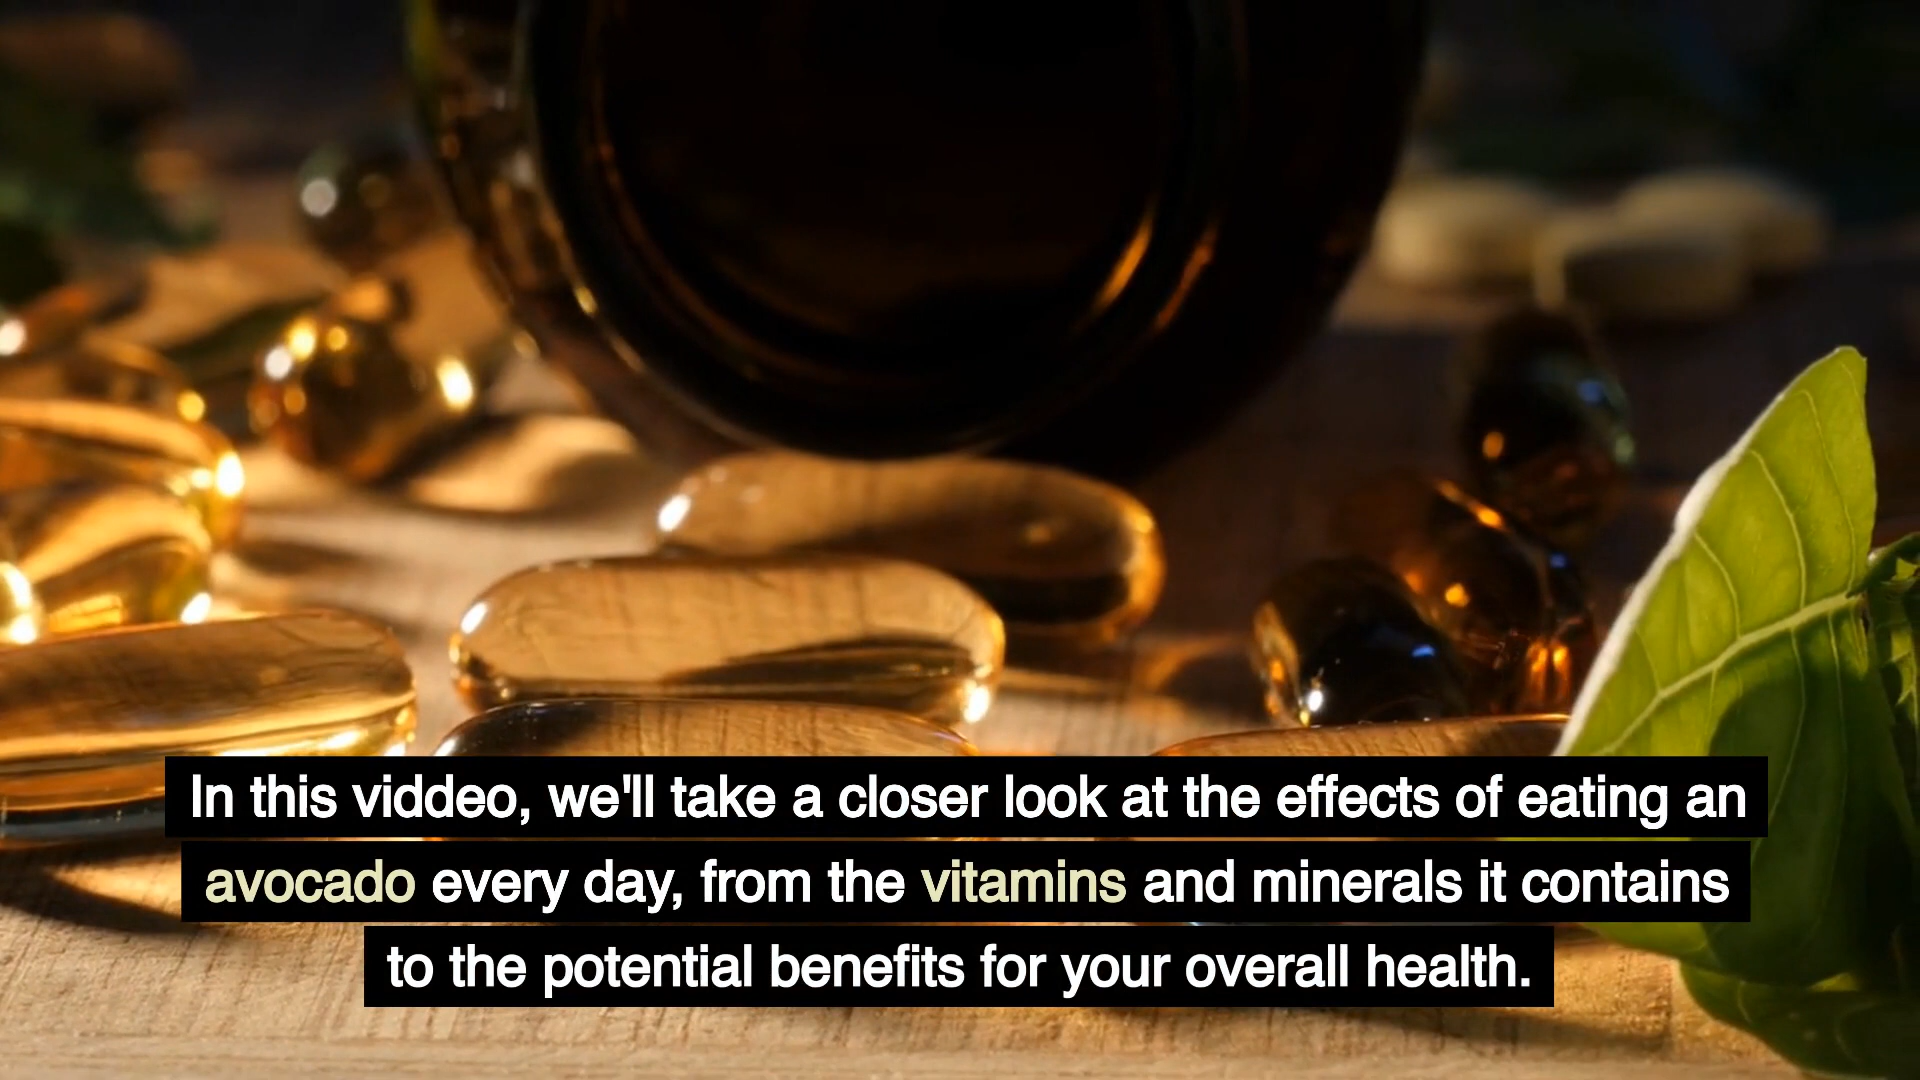 In this viddeo, we'll take a closer look at the effects of eating an
avocado every day, from the vitamins and minerals it contains
to the potential benefits for your overall health.